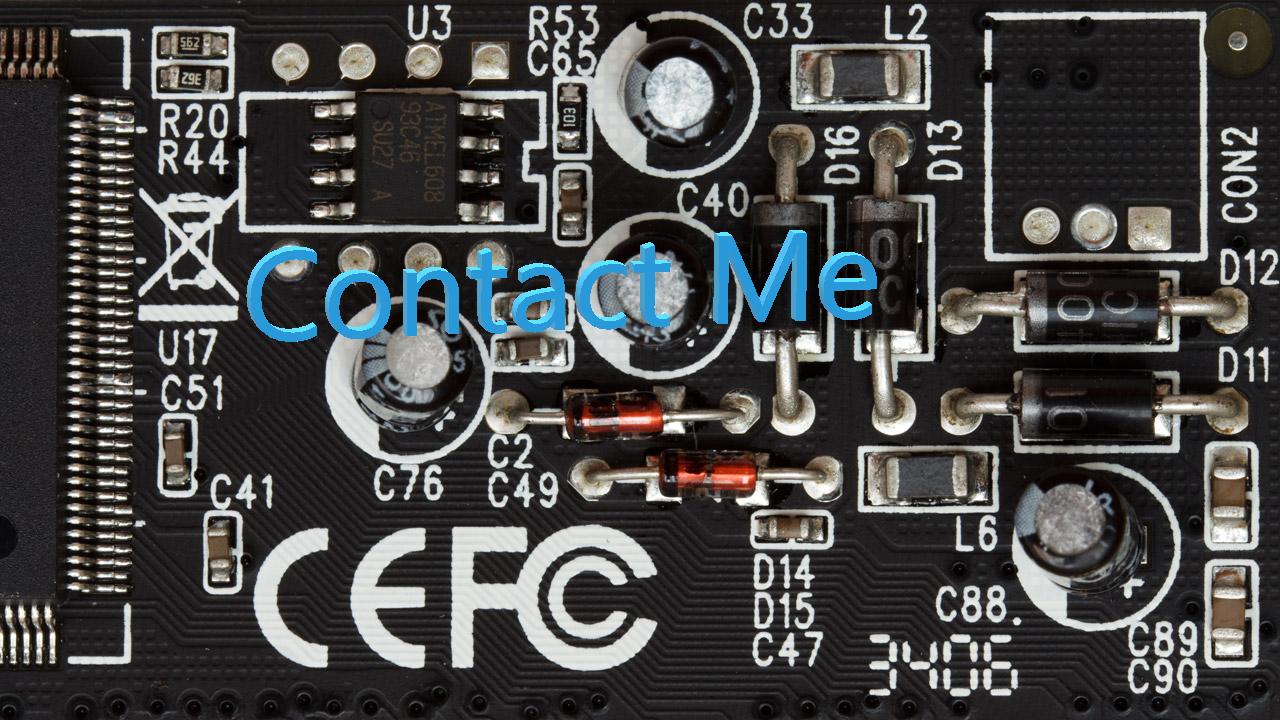 U3
R53
C65
C33
L2
562
362
R20
R44
ATMEL608
93C46
SU27 A
103
D16
D13
CON2
C40
Contact Me
D12
U17
C51
D11
C76
C2
C49
C41
L6
CE FC
D14
D15
C47
C88.
3406
C89
C90